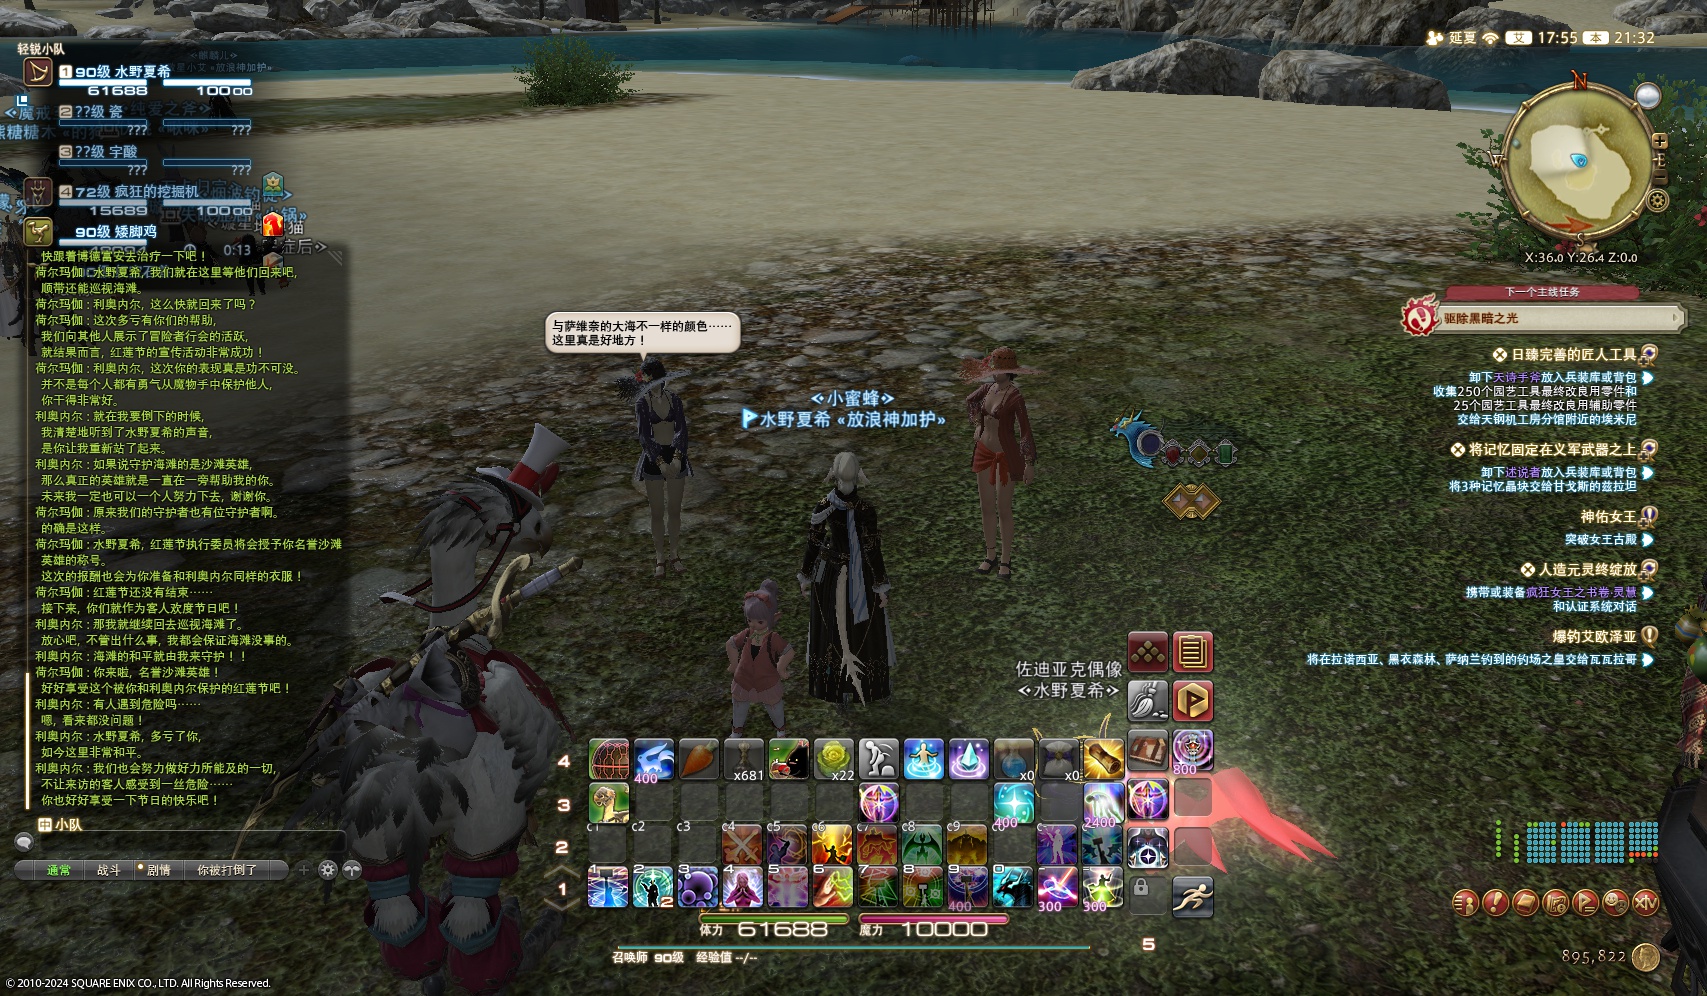 轻锐小队
1 90级 水野夏希
61688 10000
2 ??级 瓷
??? ???
3 ??级 宇酸
??? ???
4 72级 疯狂的挖掘机
15689 10000
90级 矮脚鸡
0:13
快跟着博德富安去治疗一下吧！
荷尔玛伽：水野夏希，我们就在这里等他们回来吧，
顺带还能巡视海滩。
荷尔玛伽：利奥内尔，这么快就回来了吗？
荷尔玛伽：这次多亏有你们的帮助，
我们向其他人展示了冒险者行会的活跃，
就结果而言，红莲节的宣传活动非常成功！
荷尔玛伽：利奥内尔，这次你的表现真是功不可没。
并不是每个人都有勇气从魔物手中保护他人，
你干得非常好。
利奥内尔：就在我要倒下的时候，
我清楚地听到了水野夏希的声音，
是你让我重新站了起来。
利奥内尔：如果说守护海滩的是沙滩英雄，
那么真正的英雄就是一直在一旁帮助我的你。
未来我一定也可以一个人努力下去，谢谢你。
荷尔玛伽：原来我们的守护者也有位守护者啊。
的确是这样。
荷尔玛伽：水野夏希，红莲节执行委员将会授予你名誉沙滩
英雄的称号。
这次的报酬也会为你准备和利奥内尔同样的衣服！
荷尔玛伽：红莲节还没有结束……
接下来，你们就作为客人欢度节日吧！
利奥内尔：那我就继续回去巡视海滩了。
放心吧，不管出什么事，我都会保证海滩没事的。
利奥内尔：海滩的和平就由我来守护！！
荷尔玛伽：你来啦，名誉沙滩英雄！
好好享受这个被你和利奥内尔保护的红莲节吧！
利奥内尔：有人遇到危险吗……
嗯，看来都没问题！
利奥内尔：水野夏希，多亏了你，
如今这里非常和平。
利奥内尔：我们也会努力做好力所能及的一切，
不让来访的客人感受到一丝危险……
你也好好享受一下节日的快乐吧！
中 小队
通常 战斗 剧情 你被打倒了
© 2010-2024 SQUARE ENIX CO., LTD. All Rights Reserved.
与萨维奈的大海不一样的颜色……
这里真是好地方！
小蜜蜂
水野夏希 «放浪神加护»
佐迪亚克偶像
水野夏希
4 400 x681 x22 x0 x0 800
3 400 2400
2 c1 c2 c3 c4 c5 c6 c7 c8 c9 c0
1 1 2 3 4 5 6 7 8 9 0 2 400 300 300
体力 61688 魔力 10000
召唤师 90级 经验值 --/--
5
延夏 艾 17:55 本 21:32
N
W E
S
X:36.0 Y:26.4 Z:0.0
下一个主线任务
驱除黑暗之光
日臻完善的匠人工具
卸下天诗手斧放入兵装库或背包
收集250个园艺工具最终改良用零件和
25个园艺工具最终改良用辅助零件
交给天钢机工房分馆附近的埃米尼
将记忆固定在义军武器之上
卸下述说者放入兵装库或背包
将3种记忆晶块交给甘戈斯的兹拉坦
神佑女王
突破女王古殿
人造元灵终绽放
携带或装备疯狂女王之书卷·灵慧
和认证系统对话
爆钓艾欧泽亚
将在拉诺西亚、黑衣森林、萨纳兰钓到的钓场之皇交给瓦瓦拉哥
XIV
895,822